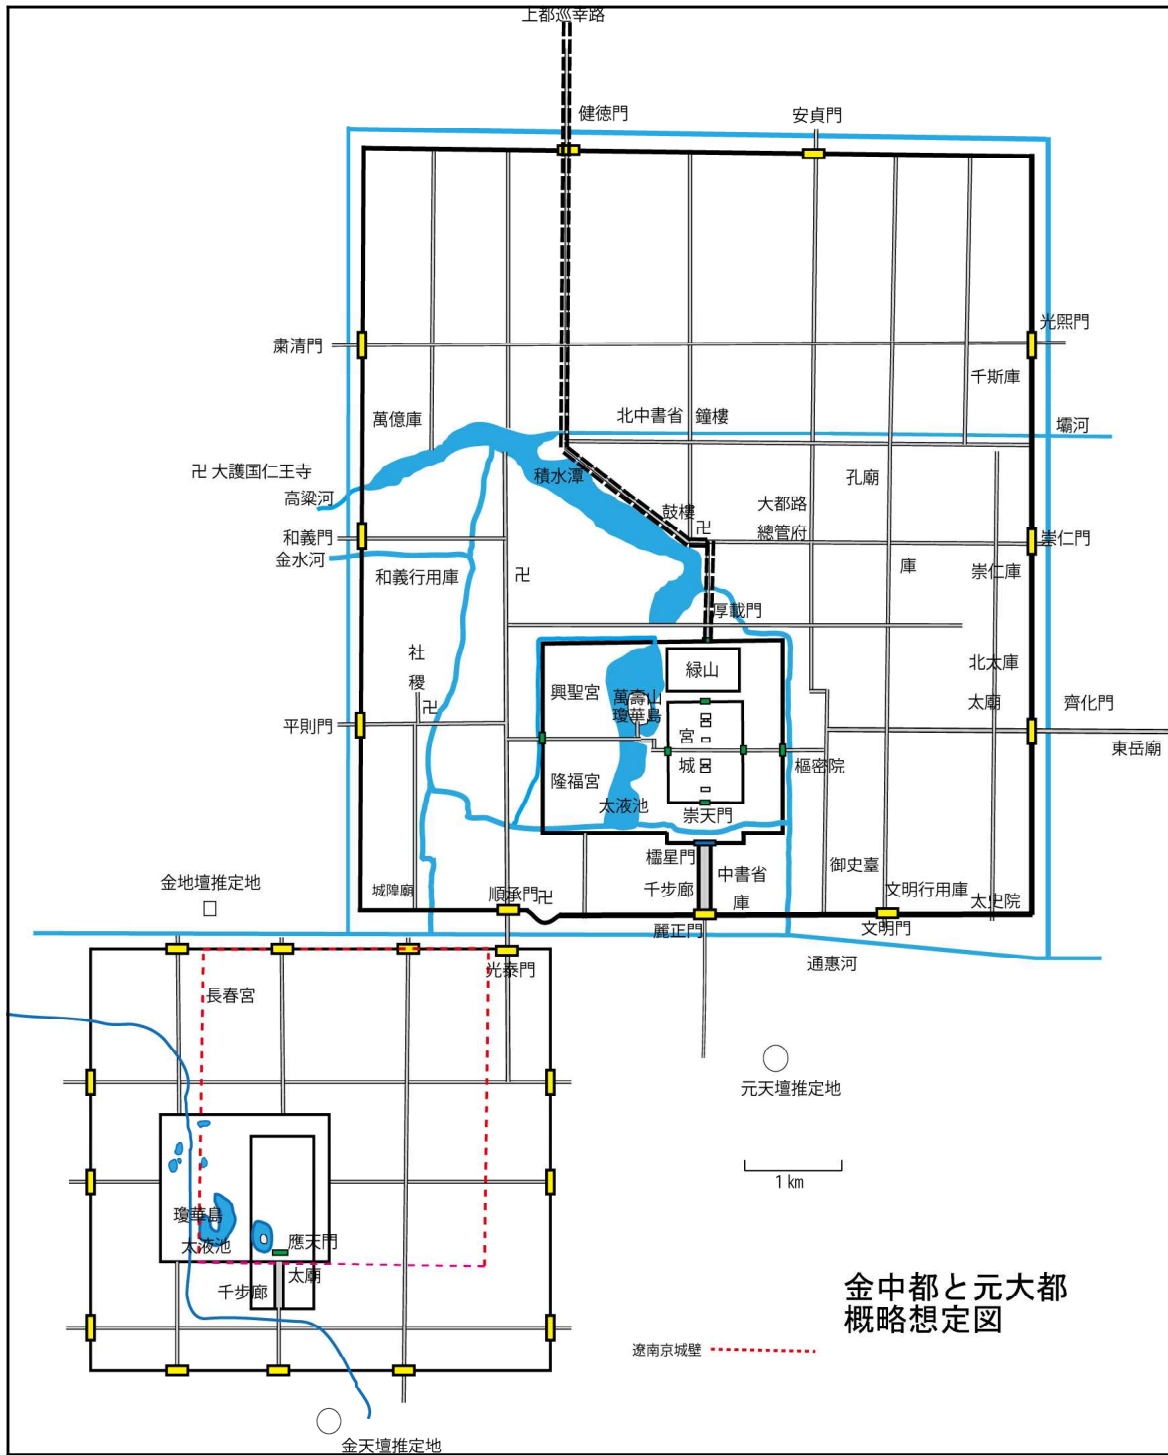 上都巡幸路
健徳門
安貞門
粛清門
光煕門
千斯庫
萬億庫
北中書省
鐘樓
壩河
卍 大護国仁王寺
高粱河
積水潭
孔廟
大都路
總管府
鼓樓
卍
和義門
崇仁門
金水河
和義行用庫
卍
庫
崇仁庫
厚載門
社
稷
卍
緑山
北太庫
太廟
興聖宮
萬壽山
瓊華島
齊化門
平則門
宮
城
東岳廟
隆福宮
樞密院
太液池
崇天門
櫺星門
中書省
御史臺
金地壇推定地
城隍廟
順承門
卍
千步廊
庫
文明行用庫
太史院
麗正門
文明門
光泰門
通惠河
長春宮
元天壇推定地
1 km
瓊華島
太液池
應天門
太廟
千步廊
金中都と元大都
概略想定図
遼南京城壁
金天壇推定地